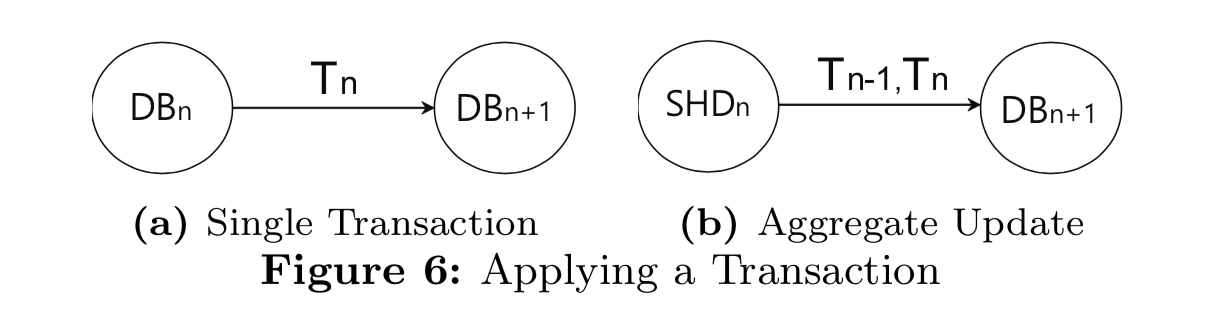 Tn
DBn
DBn+1
Tn-1,Tn
SHDn
DBn+1
(a) Single Transaction
(b) Aggregate Update
Figure 6: Applying a Transaction